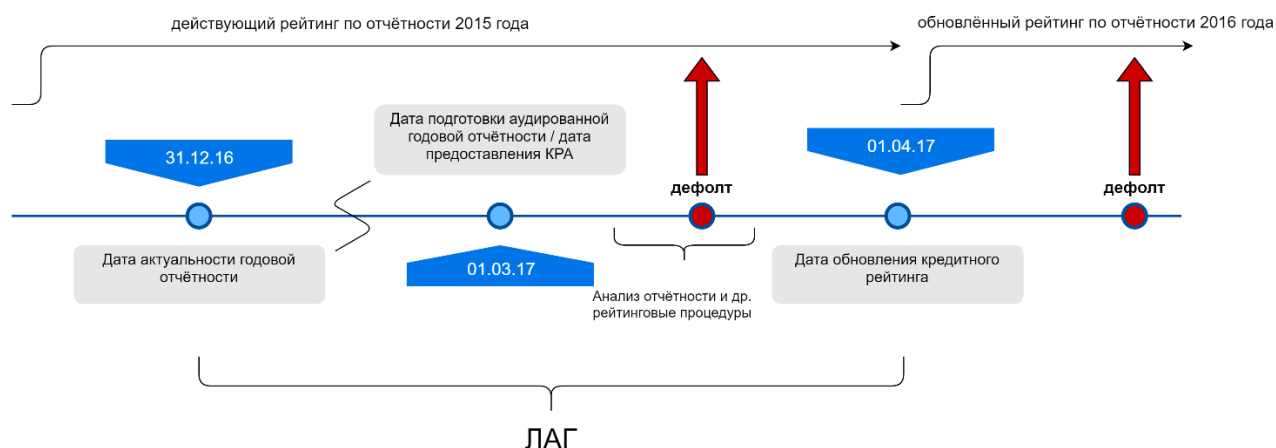 действующий рейтинг по отчётности 2015 года
обновлённый рейтинг по отчётности 2016 года
Дата подготовки аудированной
годовой отчётности / дата
предоставления КРА
31.12.16
01.04.17
дефолт
дефолт
Дата актуальности годовой
отчётности
01.03.17
Дата обновления кредитного
рейтинга
Анализ отчётности и др.
рейтинговые процедуры
ЛАГ